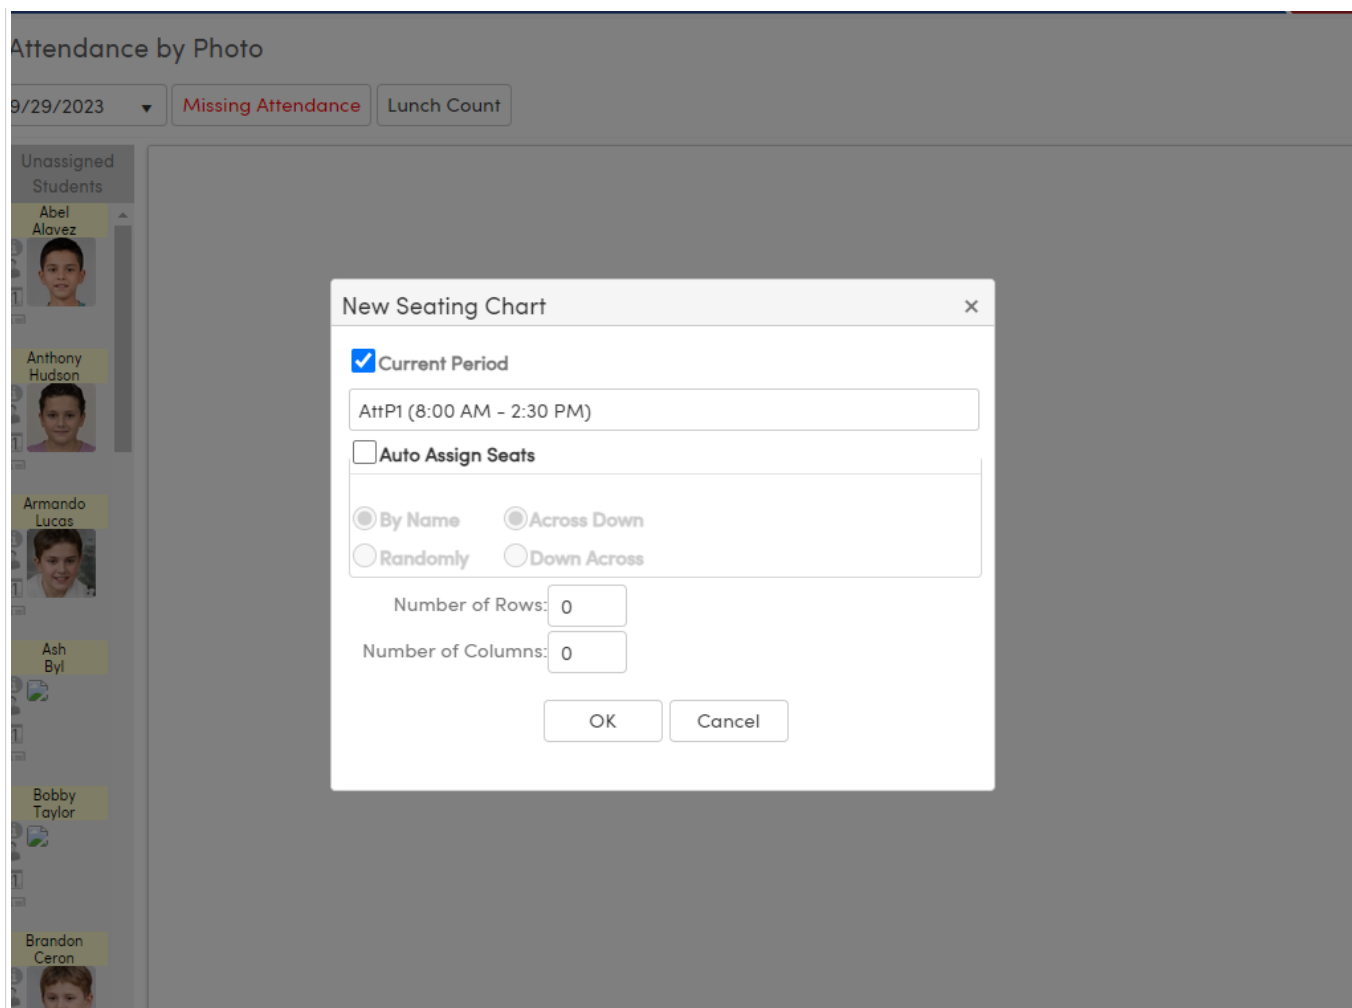 Attendance by Photo
9/29/2023
Missing Attendance
Lunch Count
Unassigned
Students
Abel
Alavez
Anthony
Hudson
Armando
Lucas
Ash
Byl
Bobby
Taylor
Brandon
Ceron
New Seating Chart
Current Period
AttP1 (8:00 AM - 2:30 PM)
Auto Assign Seats
By Name Across Down
Randomly Down Across
Number of Rows: 0
Number of Columns: 0
OK Cancel